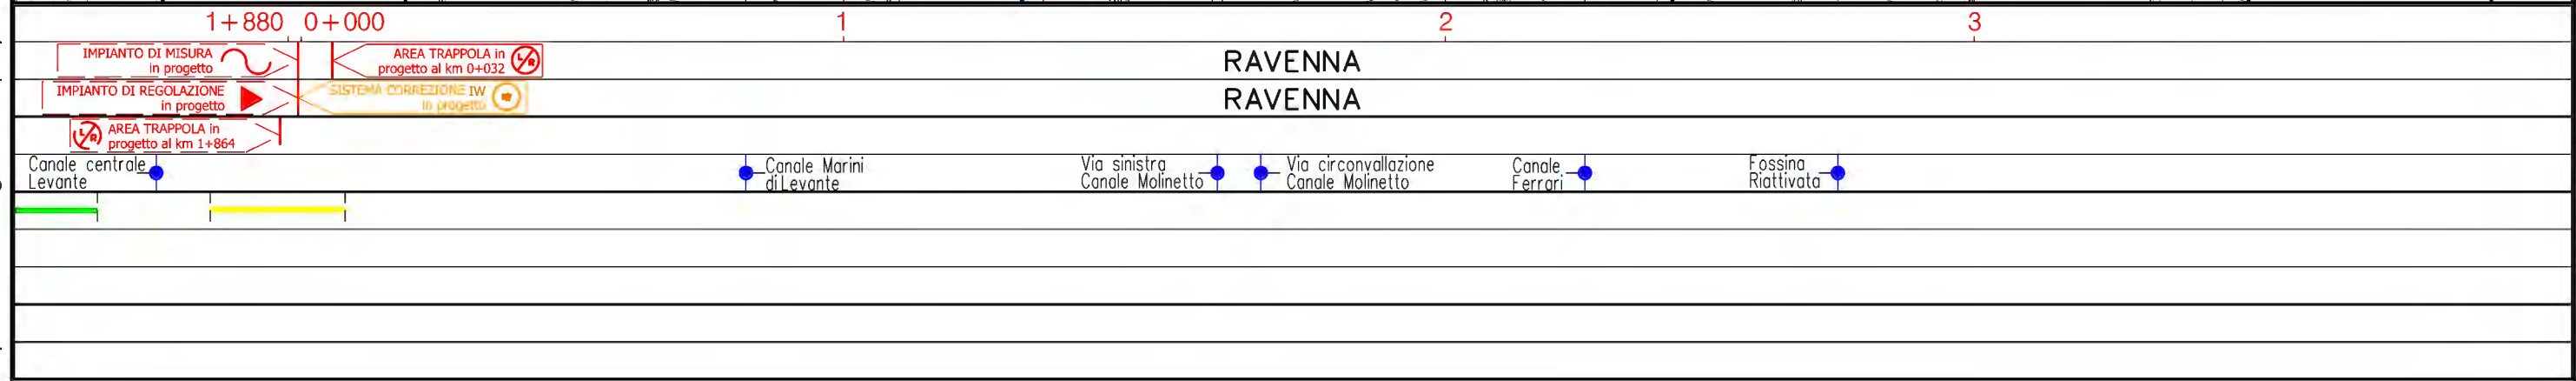 1+880 0+000 1 2 3
IMPIANTO DI MISURA
in progetto
AREA TRAPPOLA in
progetto al km 0+032
L/R
RAVENNA
IMPIANTO DI REGOLAZIONE
in progetto
SISTEMA CORREZIONE IW
in progetto
RAVENNA
L/R
AREA TRAPPOLA in
progetto al km 1+864
Canale centrale
Levante
Canale Marini
di Levante
Via sinistra
Canale Molinetto
Via circonvallazione
Canale Molinetto
Canale
Ferrari
Fossina
Riattivata